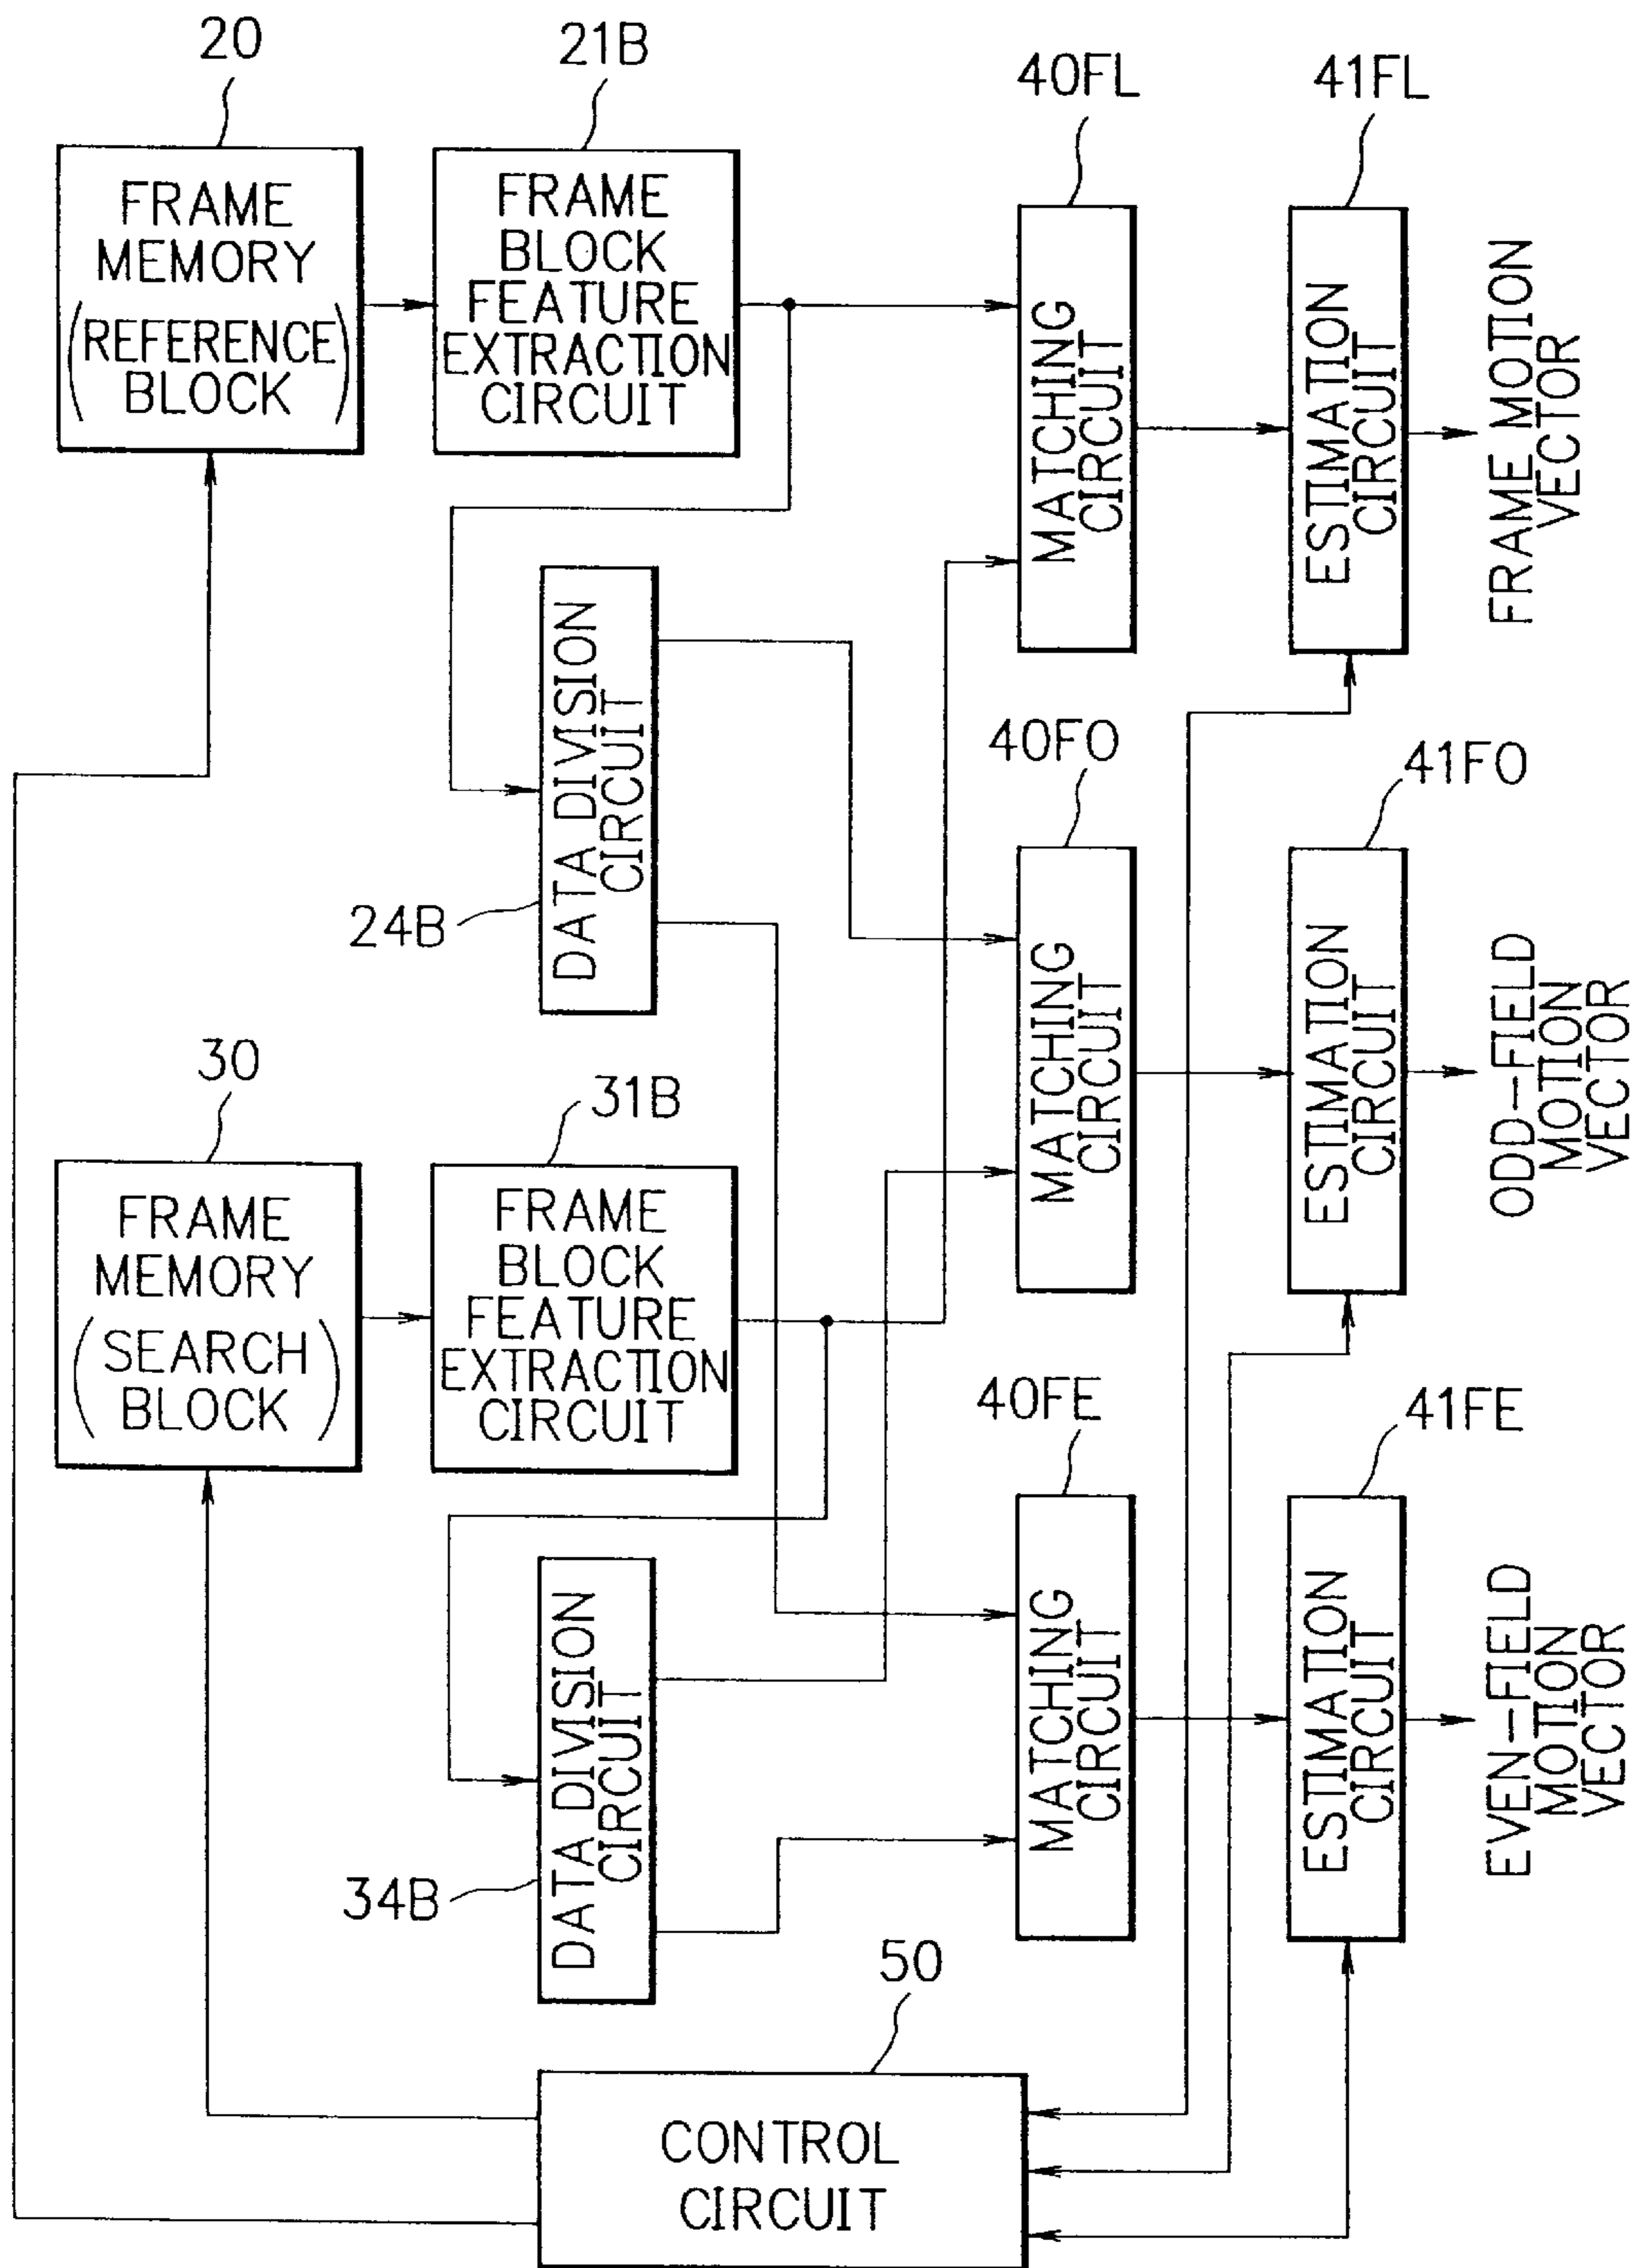 20
21B
40FL
41FL
FRAME
MEMORY
(REFERENCE
BLOCK)
FRAME
BLOCK
FEATURE
EXTRACTION
CIRCUIT
MATCHING
CIRCUIT
ESTIMATION
CIRCUIT
FRAME MOTION
VECTOR
DATA DIVISION
CIRCUIT
24B
40FO
41FO
MATCHING
CIRCUIT
ESTIMATION
CIRCUIT
ODD-FIELD
MOTION
VECTOR
30
31B
FRAME
MEMORY
(SEARCH
BLOCK)
FRAME
BLOCK
FEATURE
EXTRACTION
CIRCUIT
40FE
41FE
DATA DIVISION
CIRCUIT
34B
MATCHING
CIRCUIT
ESTIMATION
CIRCUIT
EVEN-FIELD
MOTION
VECTOR
50
CONTROL
CIRCUIT